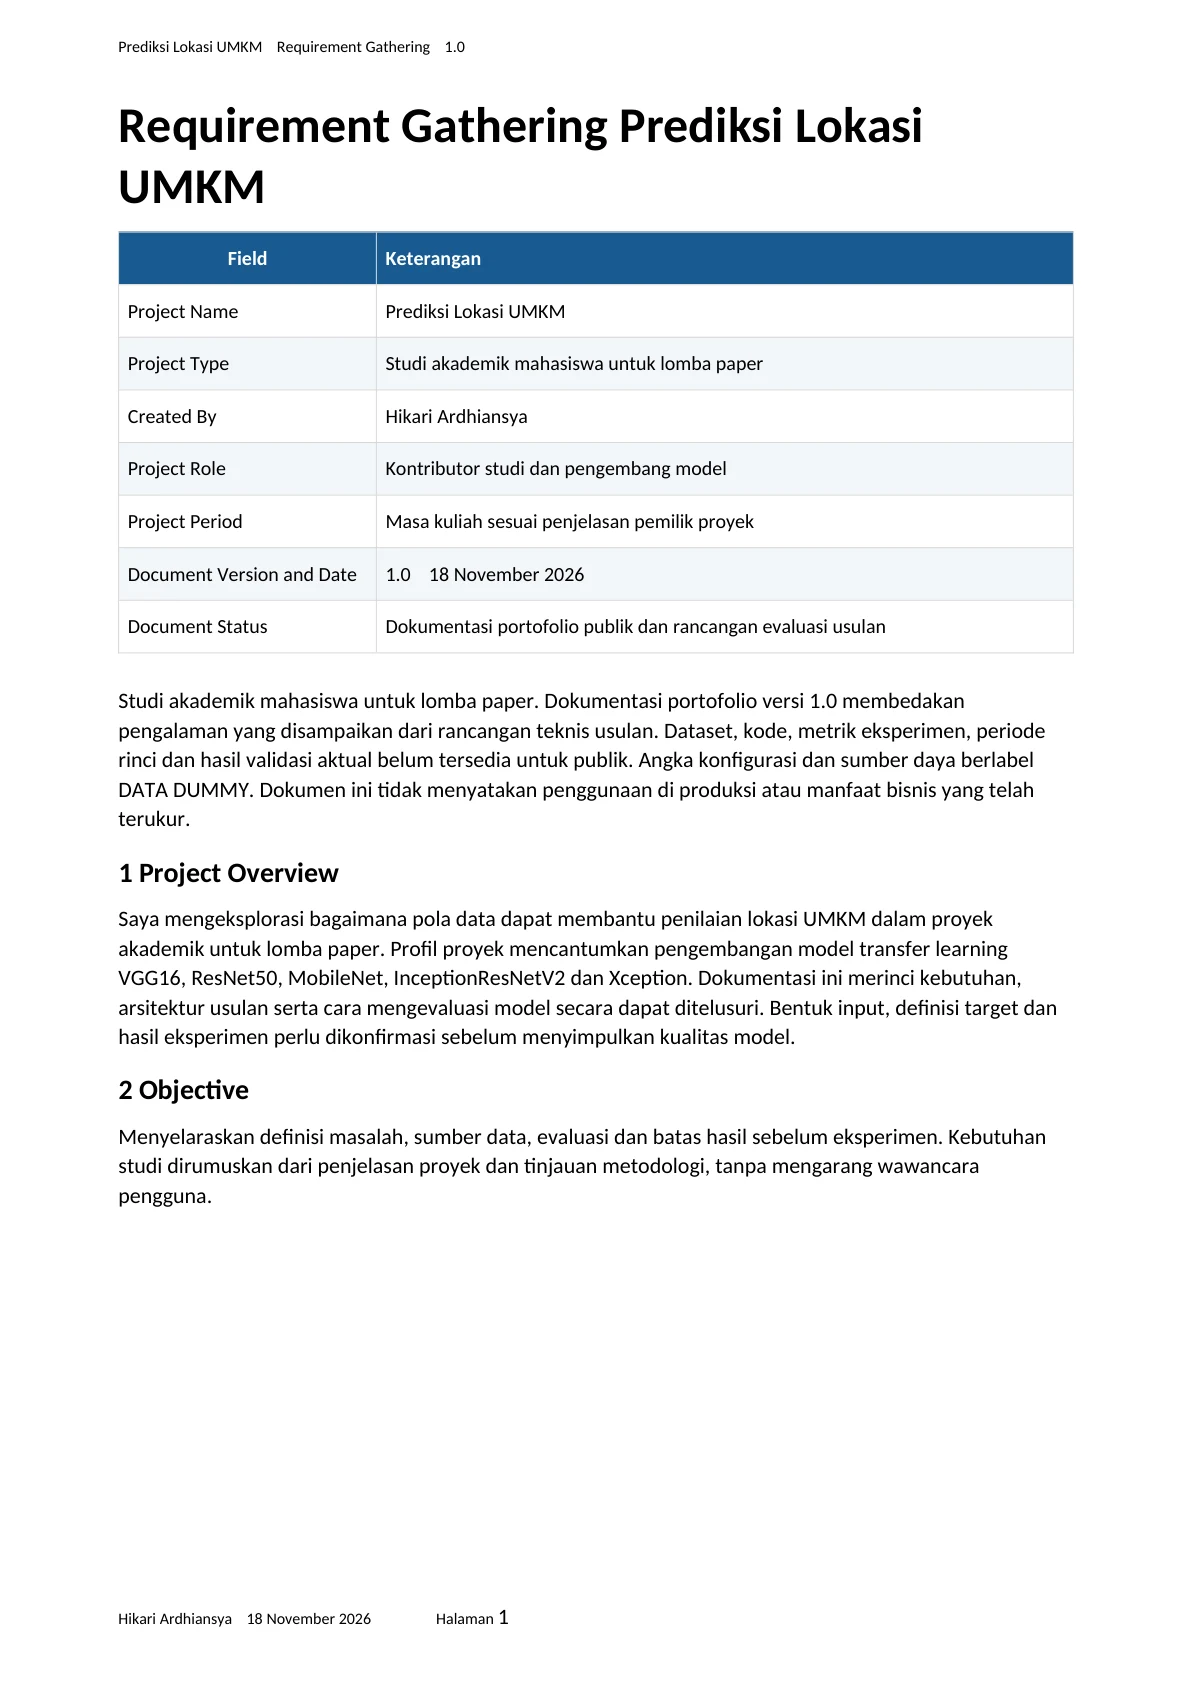 Prediksi Lokasi UMKM Requirement Gathering 1.0
Requirement Gathering Prediksi Lokasi
UMKM
Field Keterangan
Project Name Prediksi Lokasi UMKM
Project Type Studi akademik mahasiswa untuk lomba paper
Created By Hikari Ardhiansya
Project Role Kontributor studi dan pengembang model
Project Period Masa kuliah sesuai penjelasan pemilik proyek
Document Version and Date 1.0 18 November 2026
Document Status Dokumentasi portofolio publik dan rancangan evaluasi usulan
Studi akademik mahasiswa untuk lomba paper. Dokumentasi portofolio versi 1.0 membedakan
pengalaman yang disampaikan dari rancangan teknis usulan. Dataset, kode, metrik eksperimen, periode
rinci dan hasil validasi aktual belum tersedia untuk publik. Angka konfigurasi dan sumber daya berlabel
DATA DUMMY. Dokumen ini tidak menyatakan penggunaan di produksi atau manfaat bisnis yang telah
terukur.
1 Project Overview
Saya mengeksplorasi bagaimana pola data dapat membantu penilaian lokasi UMKM dalam proyek
akademik untuk lomba paper. Profil proyek mencantumkan pengembangan model transfer learning
VGG16, ResNet50, MobileNet, InceptionResNetV2 dan Xception. Dokumentasi ini merinci kebutuhan,
arsitektur usulan serta cara mengevaluasi model secara dapat ditelusuri. Bentuk input, definisi target dan
hasil eksperimen perlu dikonfirmasi sebelum menyimpulkan kualitas model.
2 Objective
Menyelaraskan definisi masalah, sumber data, evaluasi dan batas hasil sebelum eksperimen. Kebutuhan
studi dirumuskan dari penjelasan proyek dan tinjauan metodologi, tanpa mengarang wawancara
pengguna.
Hikari Ardhiansya 18 November 2026 Halaman 1